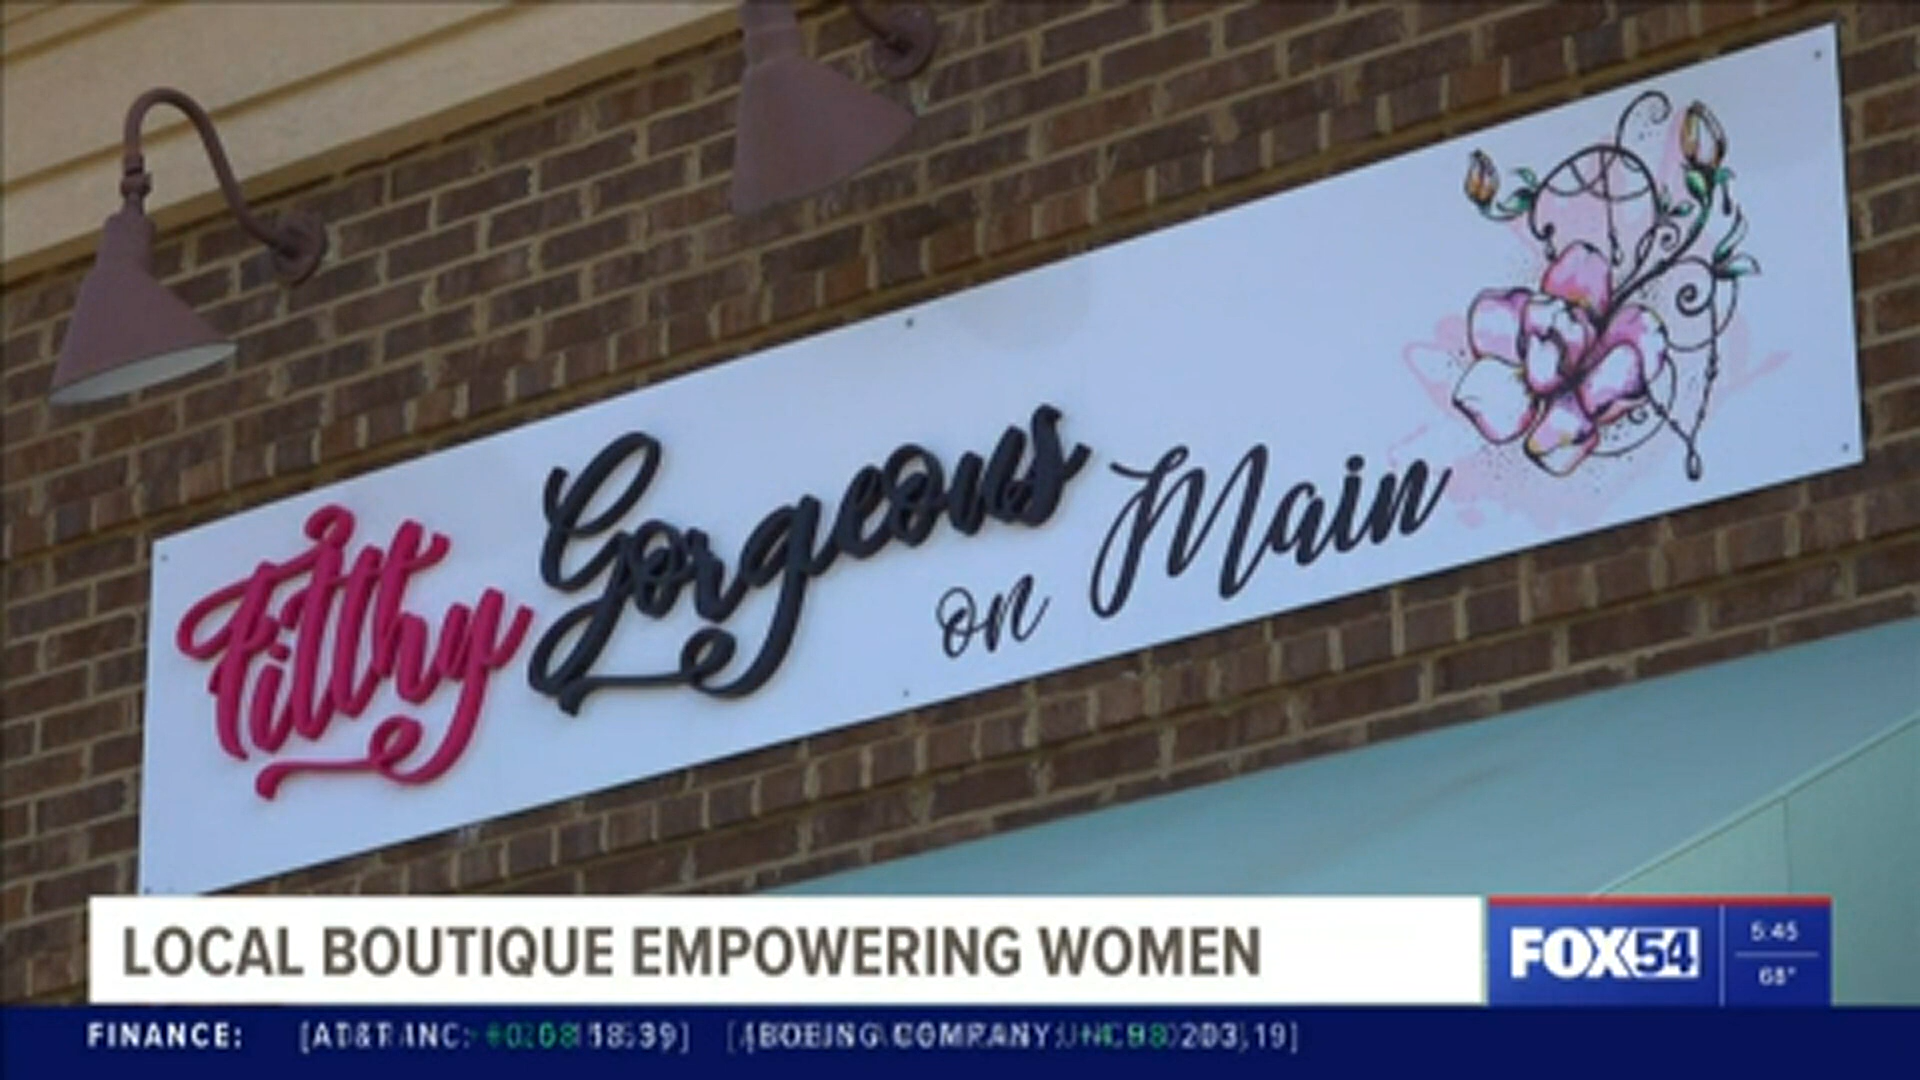 Filthy Gorgeous on Main
LOCAL BOUTIQUE EMPOWERING WOMEN
FOX54
5:45
68°
FINANCE: